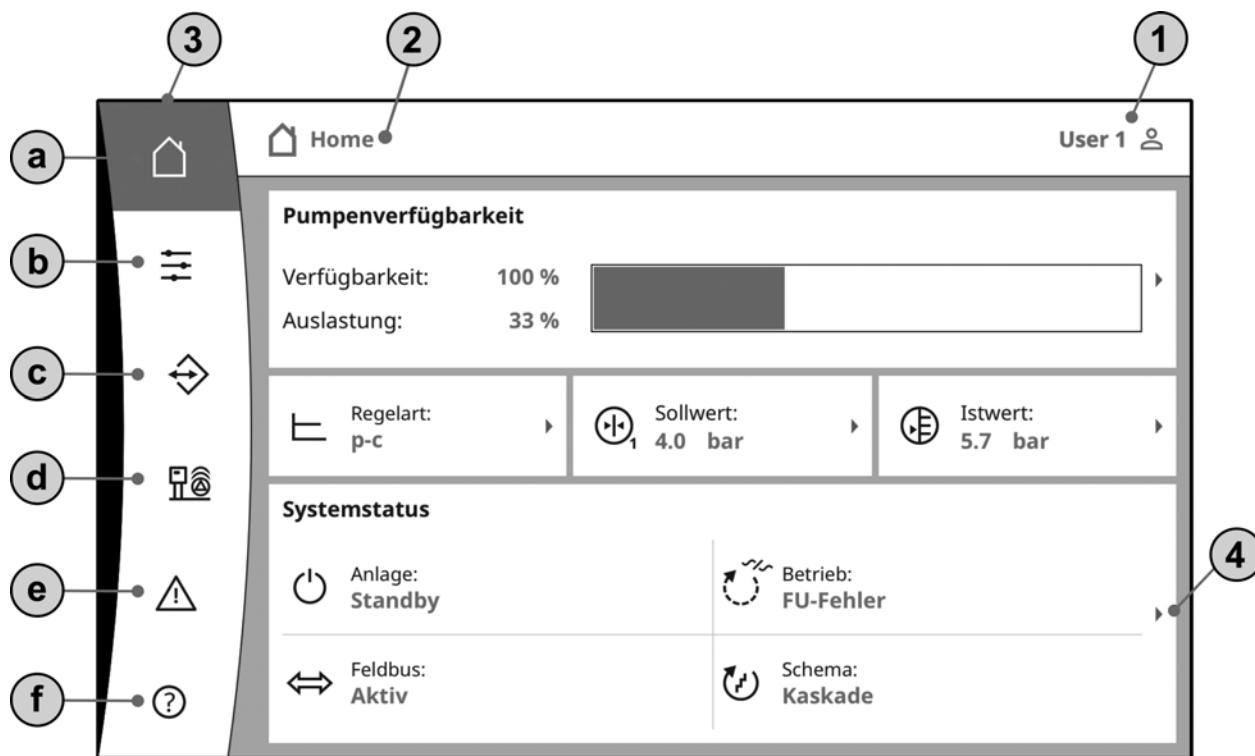 3
2
1
a
Home
User 1
Pumpenverfügbarkeit
b
Verfügbarkeit: 100 %
Auslastung: 33 %
c
Regelart:
p-c
1
Sollwert:
4.0 bar
Istwert:
5.7 bar
d
Systemstatus
4
e
Anlage:
Standby
Betrieb:
FU-Fehler
f
?
Feldbus:
Aktiv
Schema:
Kaskade